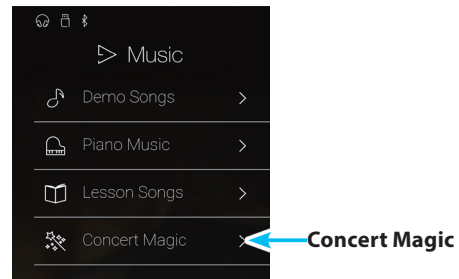 Music
Demo Songs
Piano Music
Lesson Songs
Concert Magic
Concert Magic